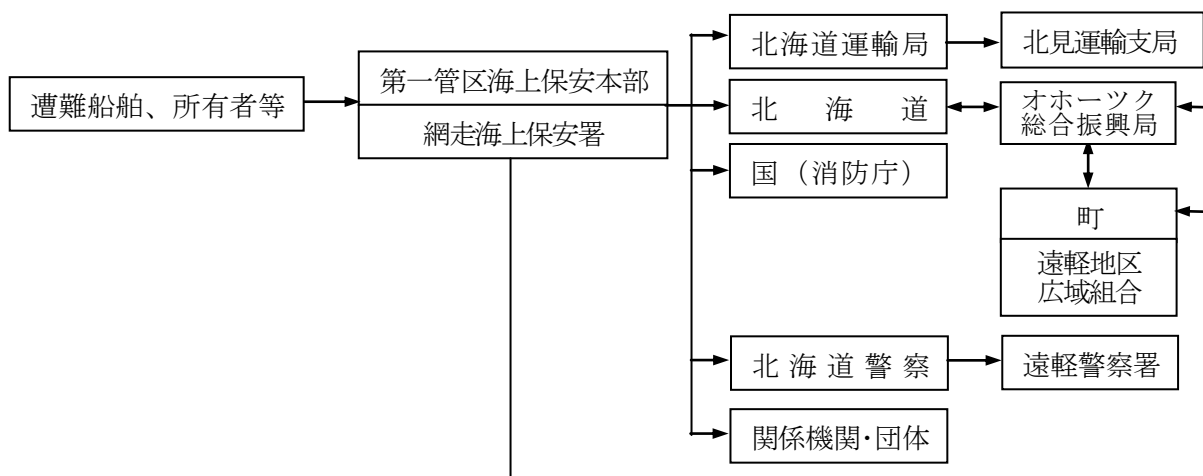 遭難船舶、所有者等
第一管区海上保安本部
網走海上保安署
北海道運輸局
北見運輸支局
北海道
オホーツク
総合振興局
国（消防庁）
町
遠軽地区
広域組合
北海道警察
遠軽警察署
関係機関・団体